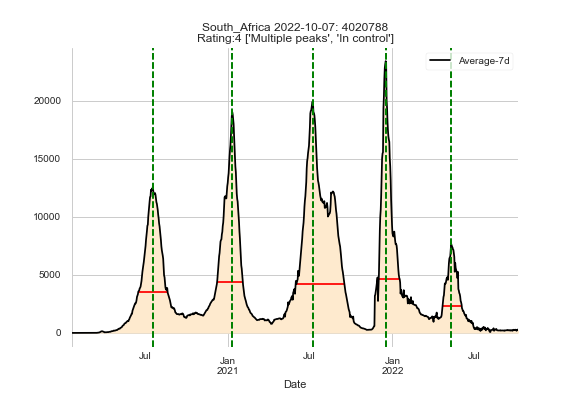 South_Africa 2022-10-07: 4020788
Rating:4 ['Multiple peaks', 'In control']
Average-7d
20000
15000
10000
5000
0
Jul
Jan
2021
Jul
Jan
2022
Jul
Date